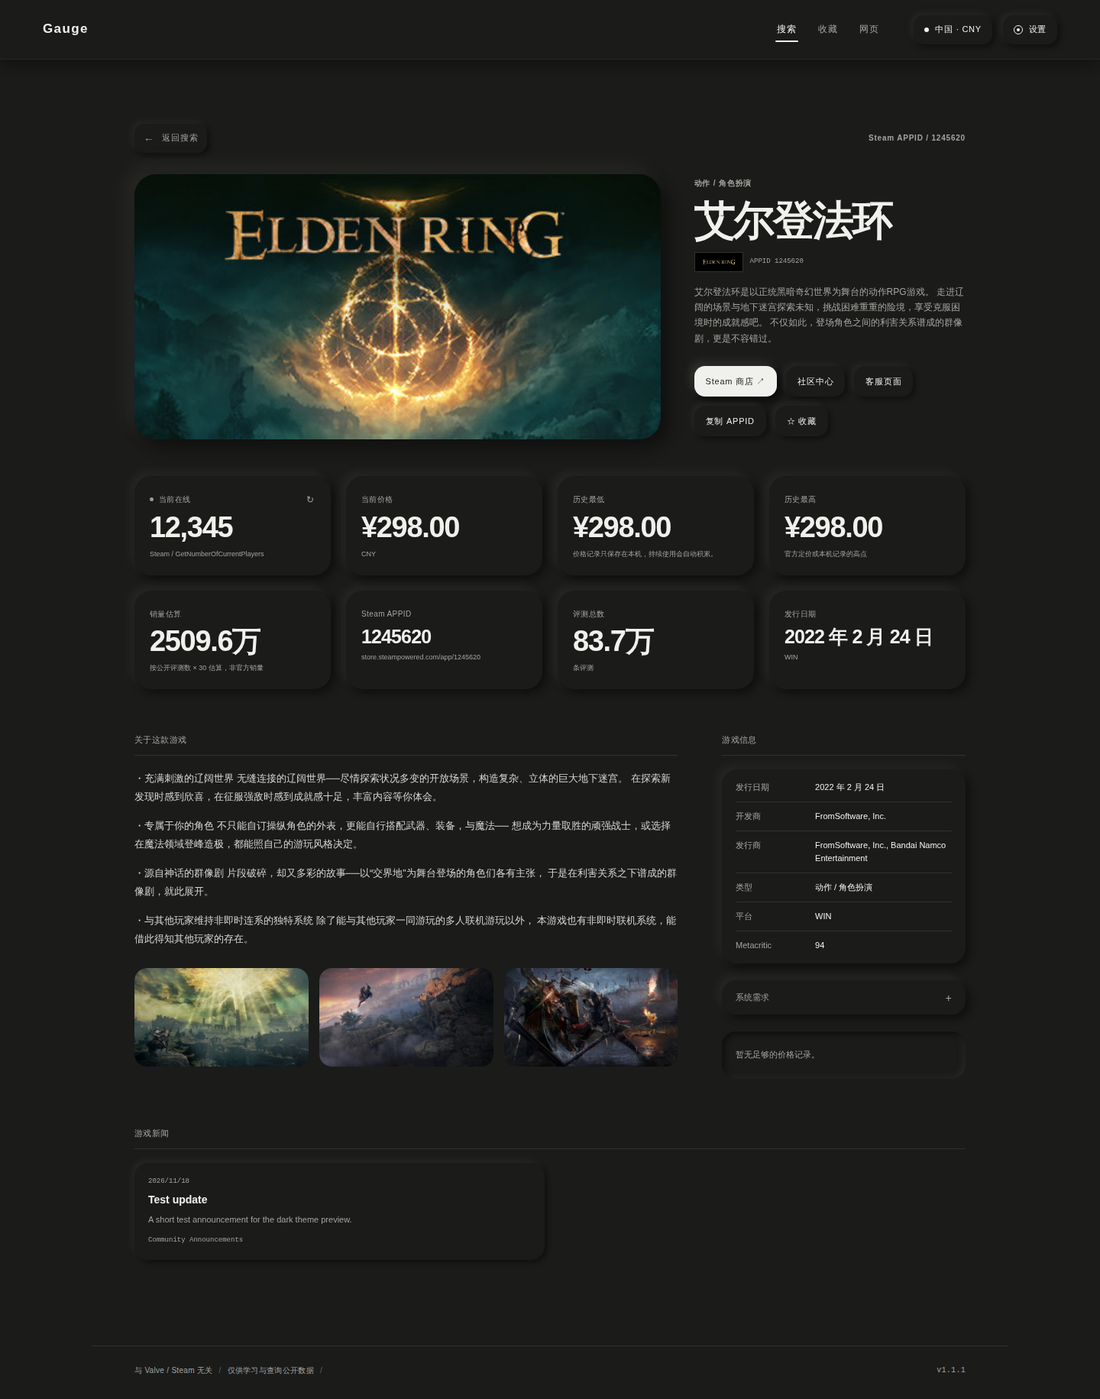 Gauge
搜索
收藏
网页
中国 · CNY
设置
← 返回搜索
Steam APPID / 1245620
ELDEN RING
动作 / 角色扮演
艾尔登法环
ELDEN RING
APPID 1245620
艾尔登法环是以正统黑暗奇幻世界为舞台的动作RPG游戏。 走进辽
阔的场景与地下迷宫探索未知，挑战困难重重的险境，享受克服困
境时的成就感吧。 不仅如此，登场角色之间的利害关系谱成的群像
剧，更是不容错过。
Steam 商店 ↗
社区中心
客服页面
复制 APPID
☆ 收藏
当前在线 ↻
12,345
Steam / GetNumberOfCurrentPlayers
当前价格
¥298.00
CNY
历史最低
¥298.00
价格记录只保存在本机，持续使用会自动积累。
历史最高
¥298.00
官方定价或本机记录的高点
销量估算
2509.6万
按公开评测数 × 30 估算，非官方销量
Steam APPID
1245620
store.steampowered.com/app/1245620
评测总数
83.7万
条评测
发行日期
2022 年 2 月 24 日
WIN
关于这款游戏
・充满刺激的辽阔世界 无缝连接的辽阔世界──尽情探索状况多变的开放场景，构造复杂、立体的巨大地下迷宫。 在探索新
发现时感到欣喜，在征服强敌时感到成就感十足，丰富内容等你体会。
・专属于你的角色 不只能自订操纵角色的外表，更能自行搭配武器、装备，与魔法── 想成为力量取胜的顽强战士，或选择
在魔法领域登峰造极，都能照自己的游玩风格决定。
・源自神话的群像剧 片段破碎，却又多彩的故事──以“交界地”为舞台登场的角色们各有主张， 于是在利害关系之下谱成的群
像剧，就此展开。
・与其他玩家维持非即时连系的独特系统 除了能与其他玩家一同游玩的多人联机游玩以外， 本游戏也有非即时联机系统，能
借此得知其他玩家的存在。
游戏信息
发行日期 2022 年 2 月 24 日
开发商 FromSoftware, Inc.
发行商 FromSoftware, Inc., Bandai Namco
Entertainment
类型 动作 / 角色扮演
平台 WIN
Metacritic 94
系统需求 +
暂无足够的价格记录。
游戏新闻
2026/11/18
Test update
A short test announcement for the dark theme preview.
Community Announcements
与 Valve / Steam 无关 / 仅供学习与查询公开数据 /
v1.1.1